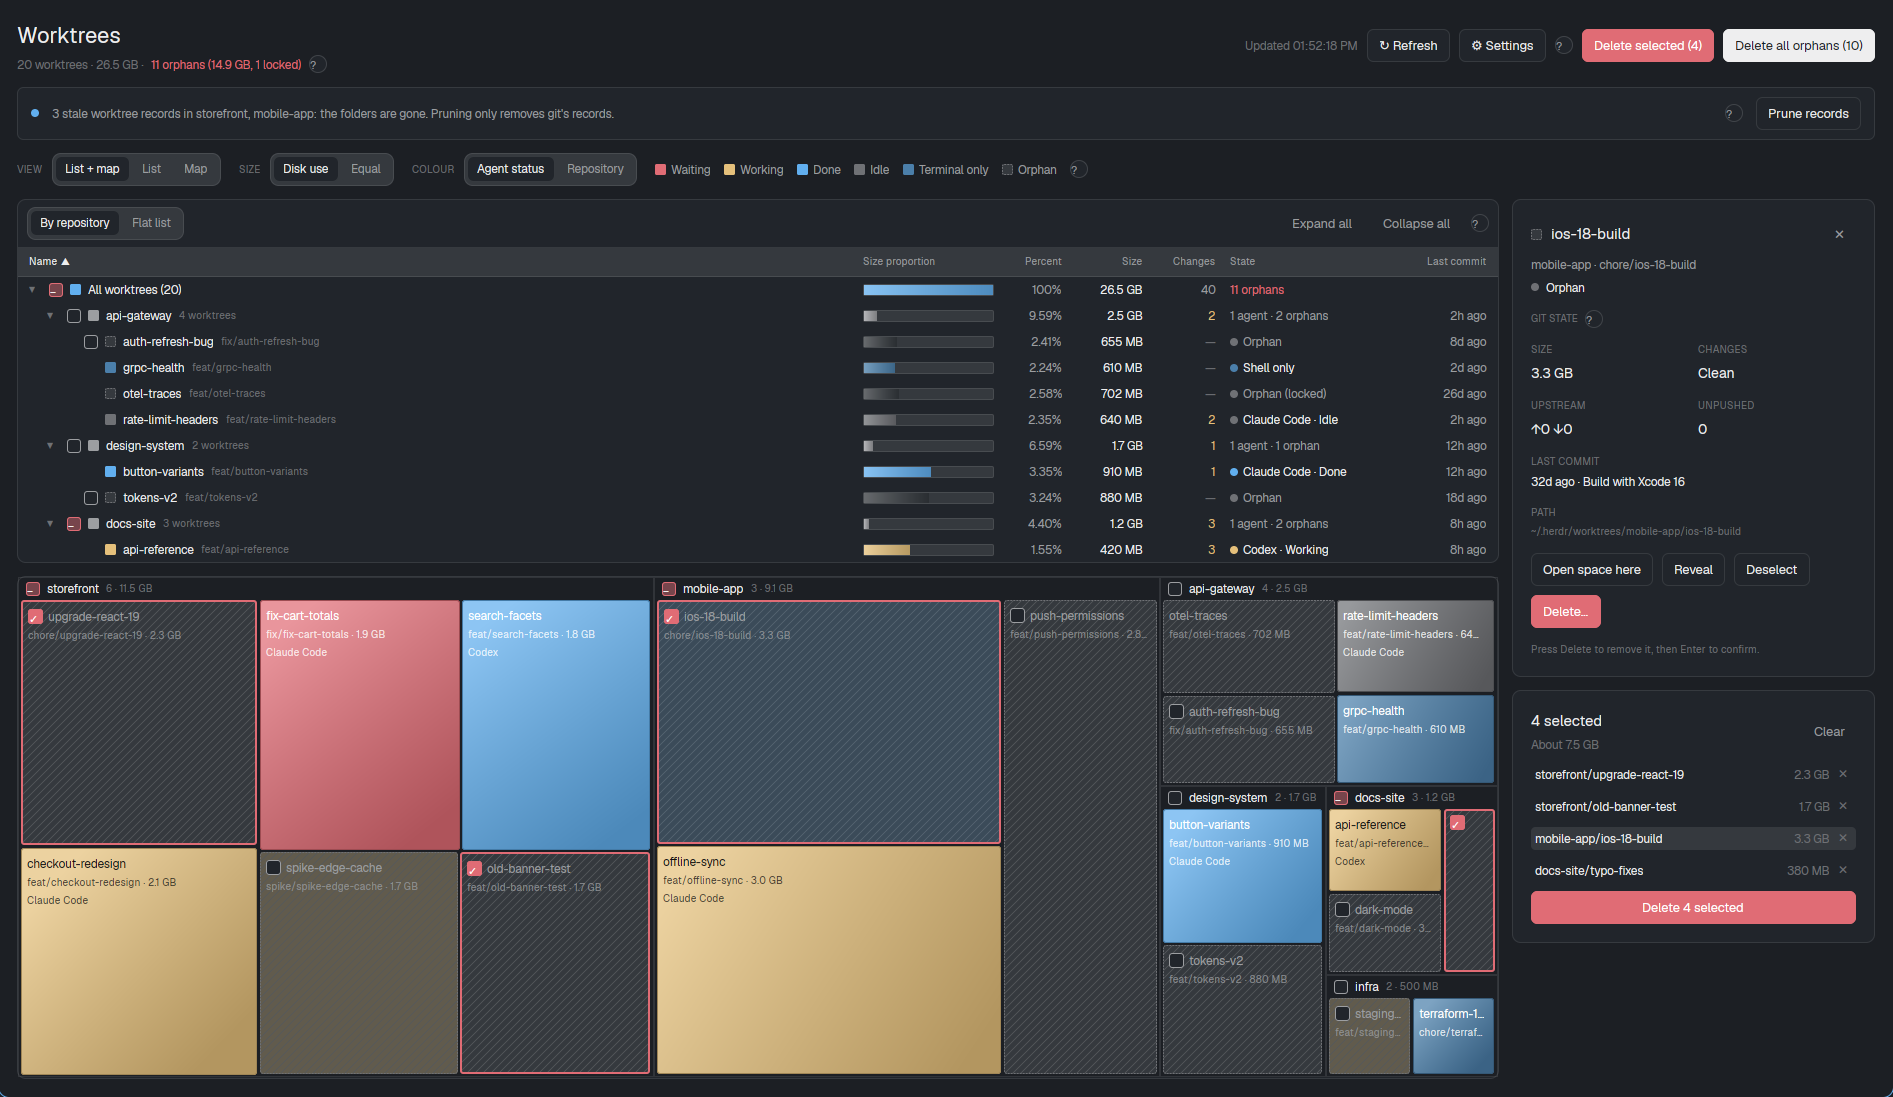 Worktrees
20 worktrees · 26.5 GB · 11 orphans (14.9 GB, 1 locked) ?
Updated 01:52:18 PM ↻ Refresh ⚙ Settings ? Delete selected (4) Delete all orphans (10)
3 stale worktree records in storefront, mobile-app: the folders are gone. Pruning only removes git's records. ? Prune records
VIEW List + map List Map SIZE Disk use Equal COLOUR Agent status Repository Waiting Working Done Idle Terminal only Orphan ?
By repository Flat list Expand all Collapse all ?
Name ▲ Size proportion Percent Size Changes State Last commit
All worktrees (20) 100% 26.5 GB 40 11 orphans
api-gateway 4 worktrees 9.59% 2.5 GB 2 1 agent · 2 orphans 2h ago
auth-refresh-bug fix/auth-refresh-bug 2.41% 655 MB — Orphan 8d ago
grpc-health feat/grpc-health 2.24% 610 MB — Shell only 2d ago
otel-traces feat/otel-traces 2.58% 702 MB — Orphan (locked) 26d ago
rate-limit-headers feat/rate-limit-headers 2.35% 640 MB 2 Claude Code · Idle 2h ago
design-system 2 worktrees 6.59% 1.7 GB 1 1 agent · 1 orphan 12h ago
button-variants feat/button-variants 3.35% 910 MB 1 Claude Code · Done 12h ago
tokens-v2 feat/tokens-v2 3.24% 880 MB — Orphan 18d ago
docs-site 3 worktrees 4.40% 1.2 GB 3 1 agent · 2 orphans 8h ago
api-reference feat/api-reference 1.55% 420 MB 3 Codex · Working 8h ago
storefront 6 · 11.5 GB
upgrade-react-19
chore/upgrade-react-19 · 2.3 GB
fix-cart-totals
fix/fix-cart-totals · 1.9 GB
Claude Code
search-facets
feat/search-facets · 1.8 GB
Codex
checkout-redesign
feat/checkout-redesign · 2.1 GB
Claude Code
spike-edge-cache
spike/spike-edge-cache · 1.7 GB
old-banner-test
feat/old-banner-test · 1.7 GB
mobile-app 3 · 9.1 GB
ios-18-build
chore/ios-18-build · 3.3 GB
push-permissions
feat/push-permissions · 2.8...
offline-sync
feat/offline-sync · 3.0 GB
Claude Code
api-gateway 4 · 2.5 GB
otel-traces
feat/otel-traces · 702 MB
rate-limit-headers
feat/rate-limit-headers · 64...
Claude Code
auth-refresh-bug
fix/auth-refresh-bug · 655 MB
grpc-health
feat/grpc-health · 610 MB
design-system 2 · 1.7 GB
button-variants
feat/button-variants · 910 MB
Claude Code
tokens-v2
feat/tokens-v2 · 880 MB
docs-site 3 · 1.2 GB
api-reference
feat/api-reference...
Codex
dark-mode
feat/dark-mode · 3...
infra 2 · 500 MB
staging...
feat/staging...
terraform-1...
chore/terraf...
ios-18-build ×
mobile-app · chore/ios-18-build
Orphan
GIT STATE ?
SIZE CHANGES
3.3 GB Clean
UPSTREAM UNPUSHED
↑0 ↓0 0
LAST COMMIT
32d ago · Build with Xcode 16
PATH
~/.herdr/worktrees/mobile-app/ios-18-build
Open space here Reveal Deselect
Delete...
Press Delete to remove it, then Enter to confirm.
4 selected
About 7.5 GB
Clear
storefront/upgrade-react-19 2.3 GB ×
storefront/old-banner-test 1.7 GB ×
mobile-app/ios-18-build 3.3 GB ×
docs-site/typo-fixes 380 MB ×
Delete 4 selected